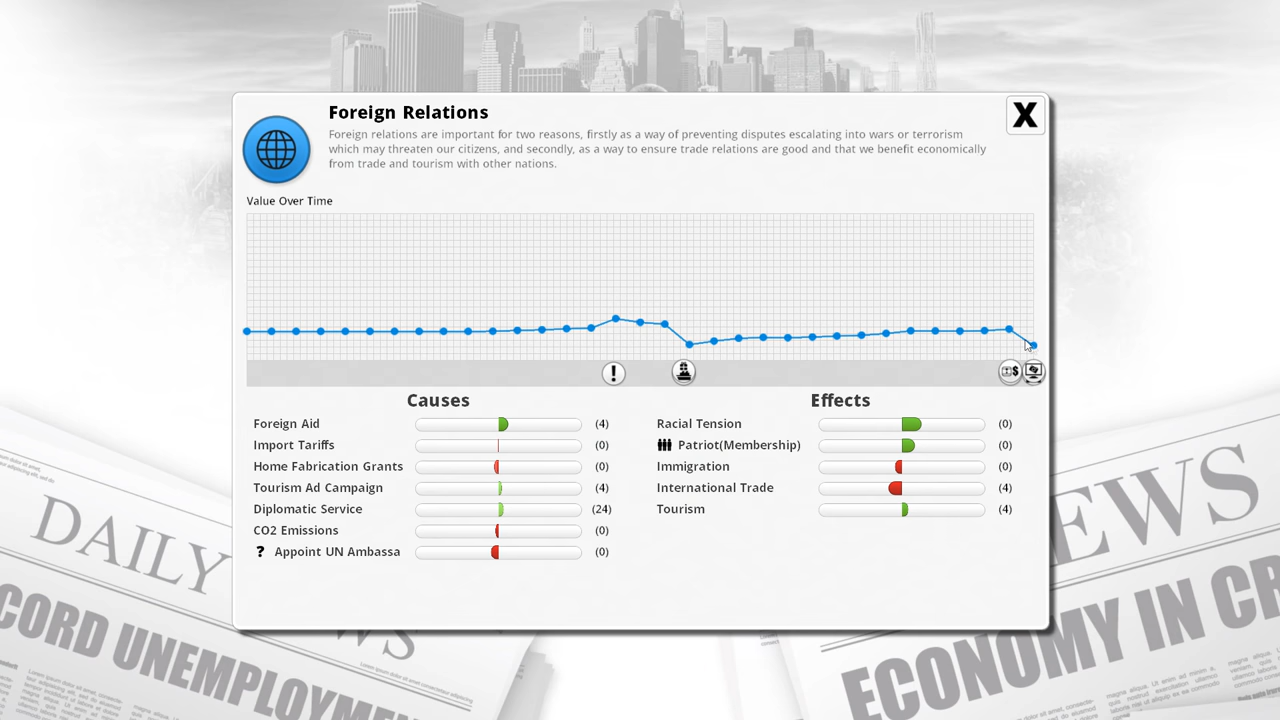 Foreign Relations
X
Foreign relations are important for two reasons, firstly as a way of preventing disputes escalating into wars or terrorism
which may threaten our citizens, and secondly, as a way to ensure trade relations are good and that we benefit economically
from trade and tourism with other nations.
Value Over Time
!
$
Causes
Foreign Aid (4)
Import Tariffs (0)
Home Fabrication Grants (0)
Tourism Ad Campaign (4)
Diplomatic Service (24)
CO2 Emissions (0)
? Appoint UN Ambassa (0)
Effects
Racial Tension (0)
Patriot(Membership) (0)
Immigration (0)
International Trade (4)
Tourism (4)
DAILY
WS
CORD UNEMPLOYME
EWS
ECONOMY IN CR